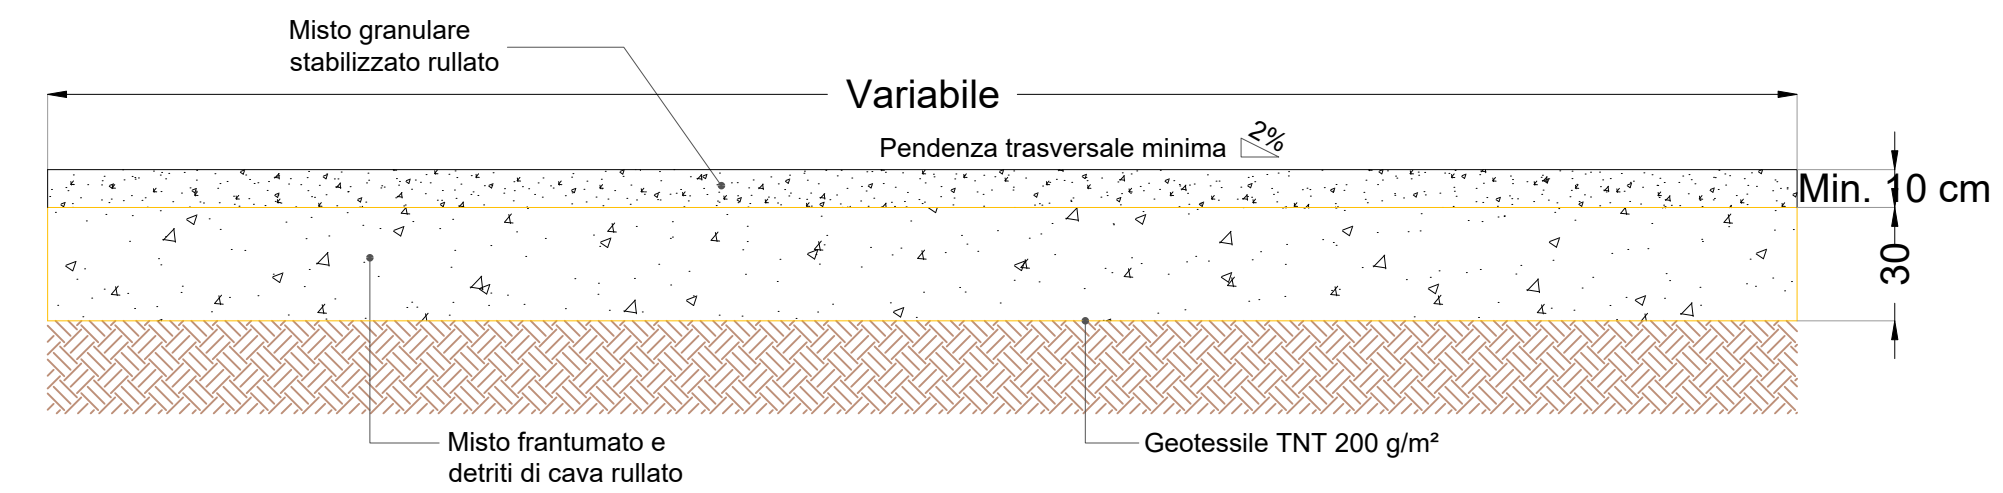 Misto granulare
stabilizzato rullato
Variabile
Pendenza trasversale minima 2%
Min. 10 cm
30
Misto frantumato e
detriti di cava rullato
Geotessile TNT 200 g/m²